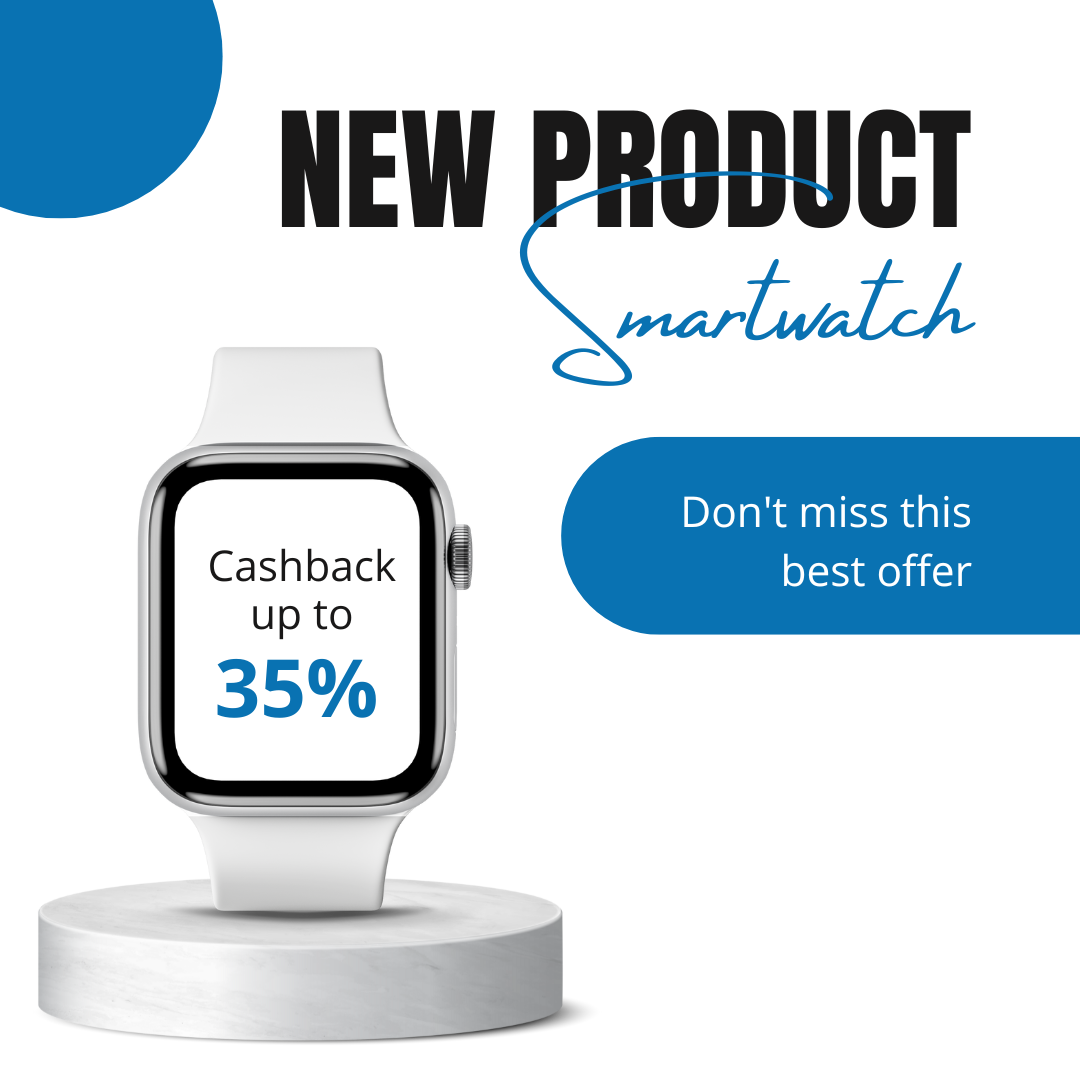 NEW PRODUCT
Smartwatch
Don't miss this
best offer
Cashback
up to
35%